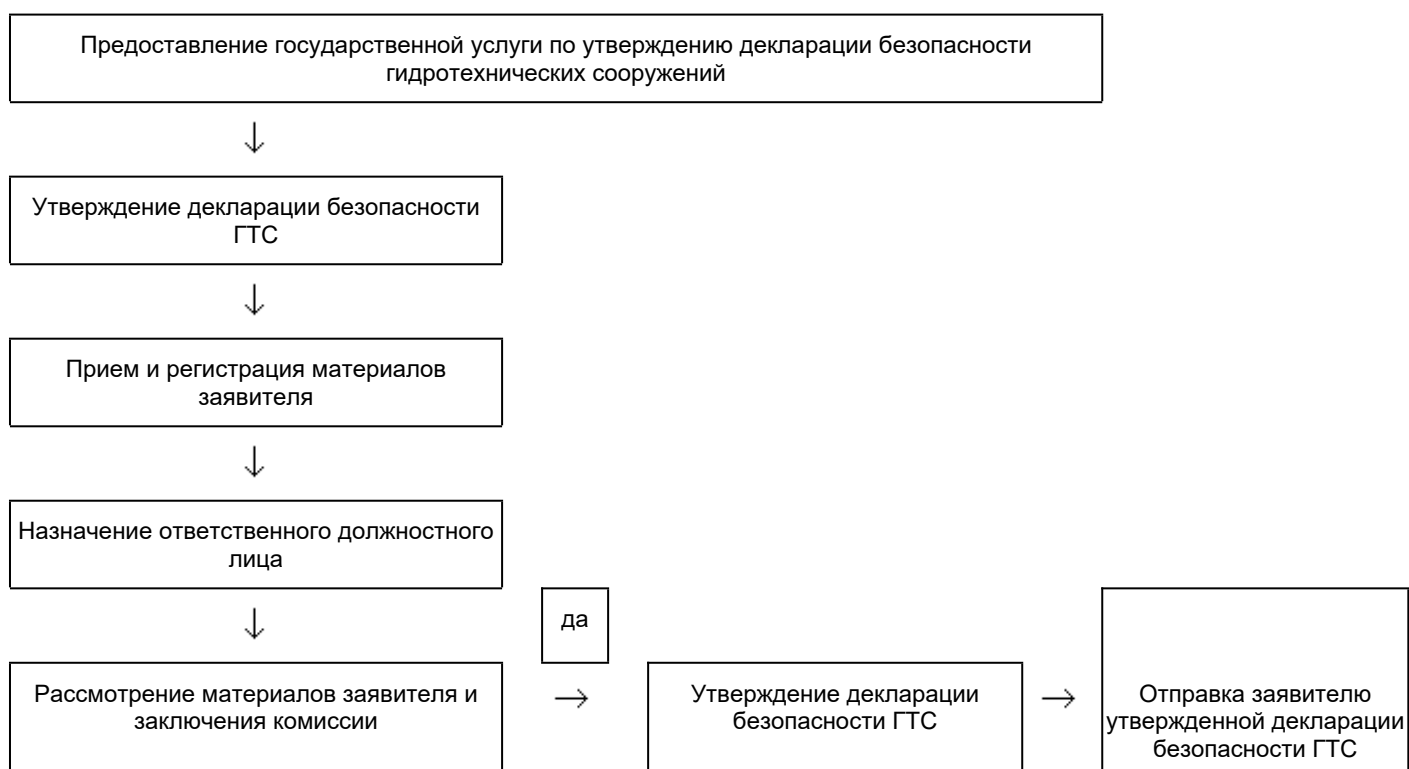 Предоставление государственной услуги по утверждению декларации безопасности
гидротехнических сооружений
↓
Утверждение декларации безопасности
ГТС
↓
Прием и регистрация материалов
заявителя
↓
Назначение ответственного должностного
лица
↓
да
Рассмотрение материалов заявителя и
заключения комиссии
→
Утверждение декларации
безопасности ГТС
→
Отправка заявителю
утвержденной декларации
безопасности ГТС